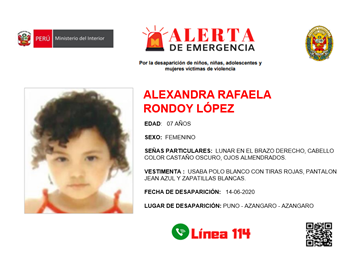 PERÚ Ministerio del Interior
ALERTA
DE EMERGENCIA
Por la desaparición de niños, niñas, adolescentes y
mujeres víctimas de violencia
ALEXANDRA RAFAELA
RONDOY LÓPEZ
EDAD 07 AÑOS
SEXO: FEMENINO
SEÑAS PARTICULARES: LUNAR EN EL BRAZO DERECHO, CABELLO
COLOR CASTAÑO OSCURO, OJOS ALMENDRADOS.
VESTIMENTA : USABA POLO BLANCO CON TIRAS ROJAS, PANTALON
JEAN AZUL Y ZAPATILLAS BLANCAS.
FECHA DE DESAPARICIÓN: 14-06-2020
LUGAR DE DESAPARICIÓN: PUNO - AZANGARO - AZANGARO
Línea 114